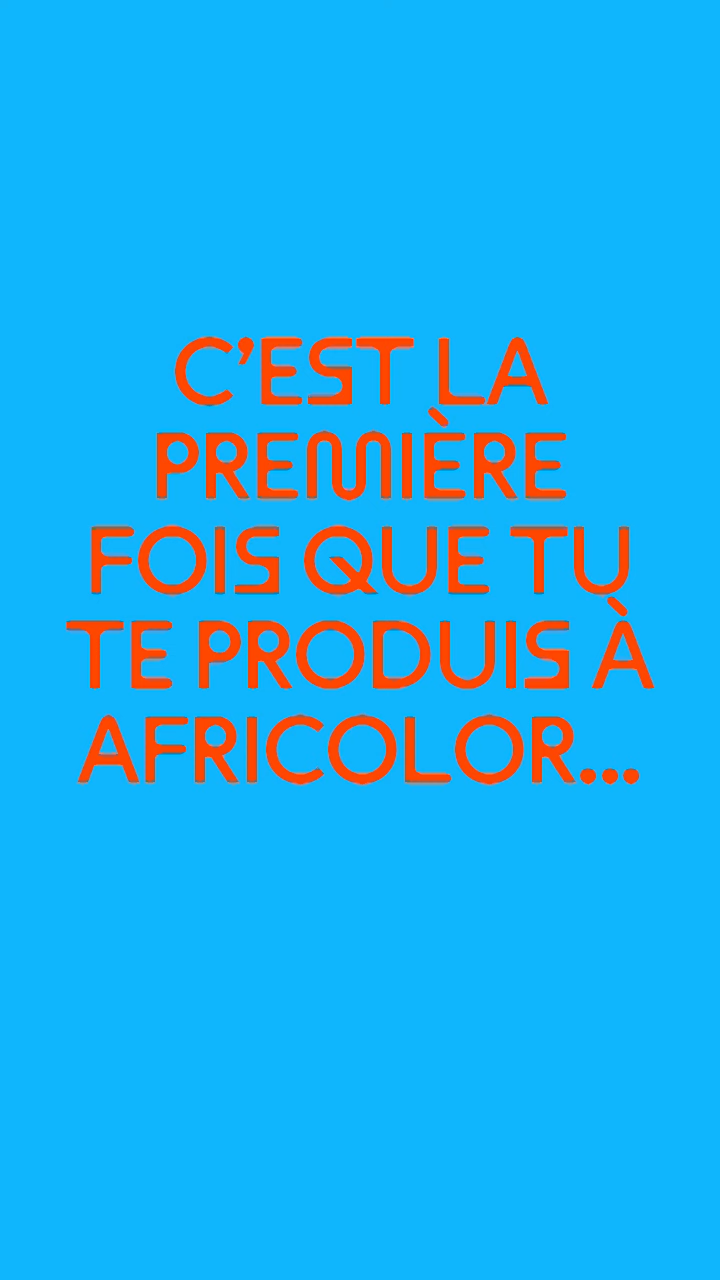 C’EST LA
PREMIÈRE
FOIS QUE TU
TE PRODUIS À
AFRICOLOR...